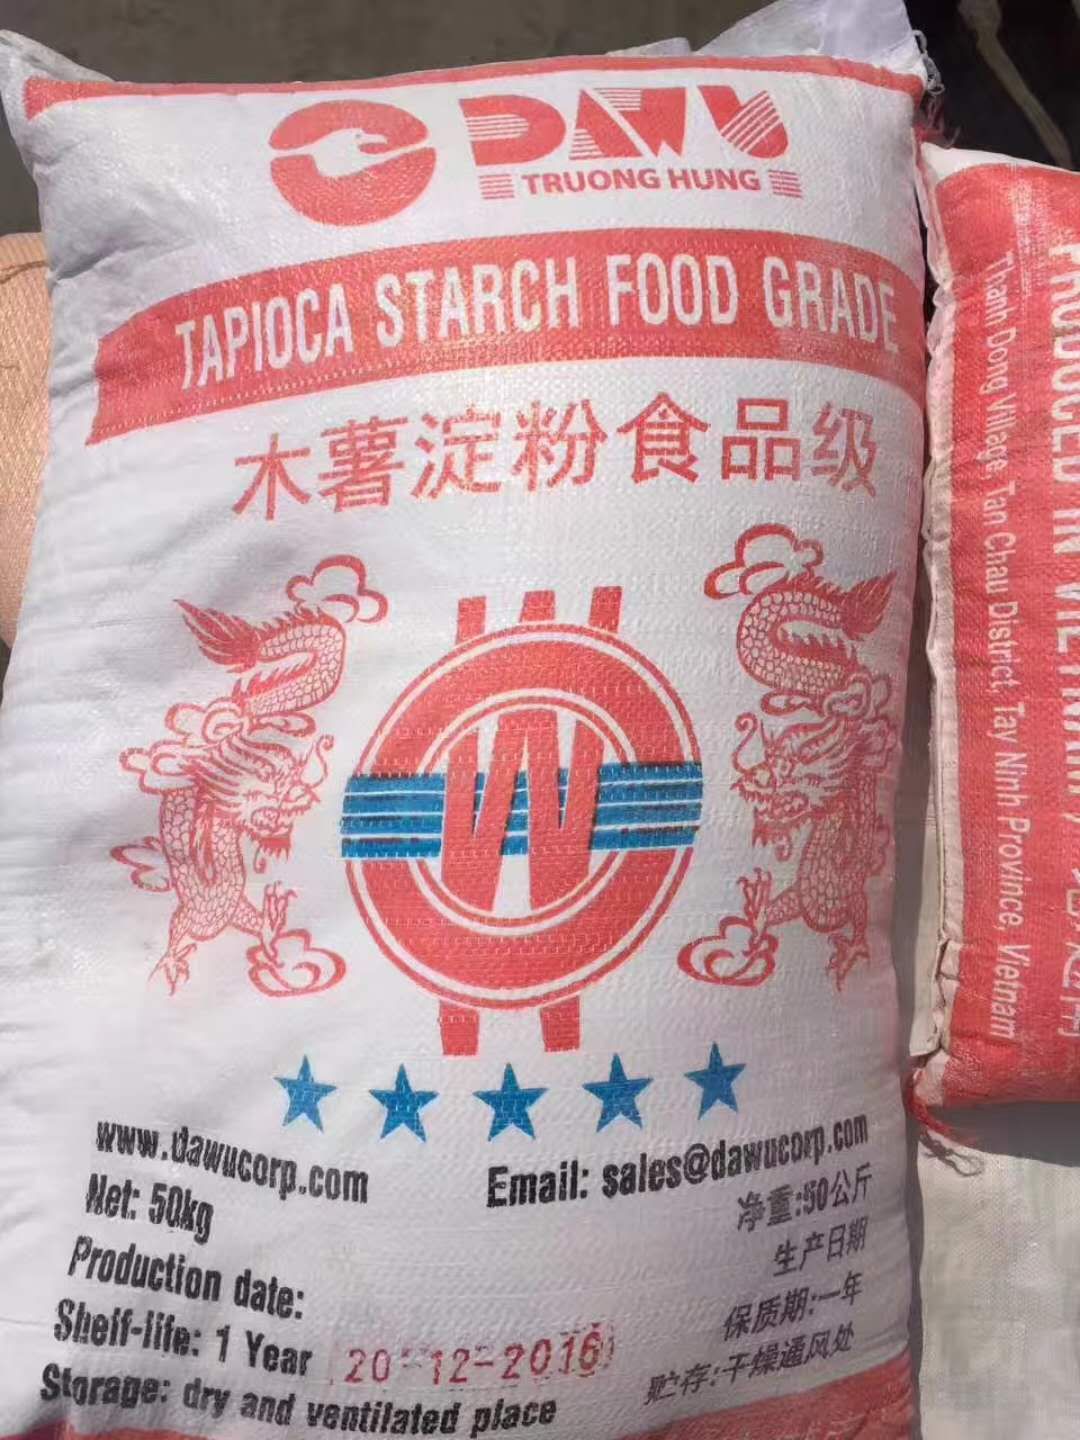 DAWU
TRUONG HUNG
TAPIOCA STARCH FOOD GRADE
木薯淀粉食品级
W
www.dawucorp.com
Email: sales@dawucorp.com
Net: 50kg
净重:50公斤
Production date:
生产日期
Shelf-life: 1 Year
保质期:一年
20-12-2016
Storage: dry and ventilated place
贮存:干燥通风处
PRODUCED IN VIETNAM
Thanh Dong Village, Tan Chau District, Tay Ninh Province, Vietnam